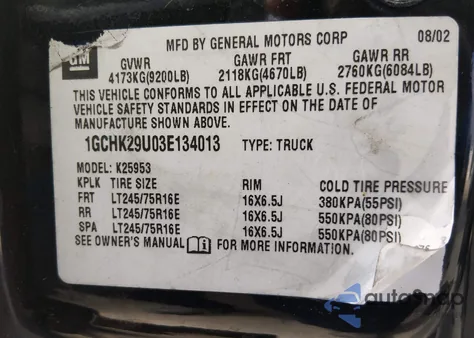 MFD BY GENERAL MOTORS CORP 08/02
GM
GVWR GAWR FRT GAWR RR
4173KG(9200LB) 2118KG(4670LB) 2760KG(6084LB)
THIS VEHICLE CONFORMS TO ALL APPLICABLE U.S. FEDERAL MOTOR
VEHICLE SAFETY STANDARDS IN EFFECT ON THE DATE OF
MANUFACTURE SHOWN ABOVE.
1GCHK29U03E134013 TYPE: TRUCK
MODEL: K25953
KPLK TIRE SIZE RIM COLD TIRE PRESSURE
FRT LT245/75R16E 16X6.5J 380KPA(55PSI)
RR LT245/75R16E 16X6.5J 550KPA(80PSI)
SPA LT245/75R16E 16X6.5J 550KPA(80PSI)
SEE OWNER'S MANUAL FOR MORE INFORMATION.
autoSnap